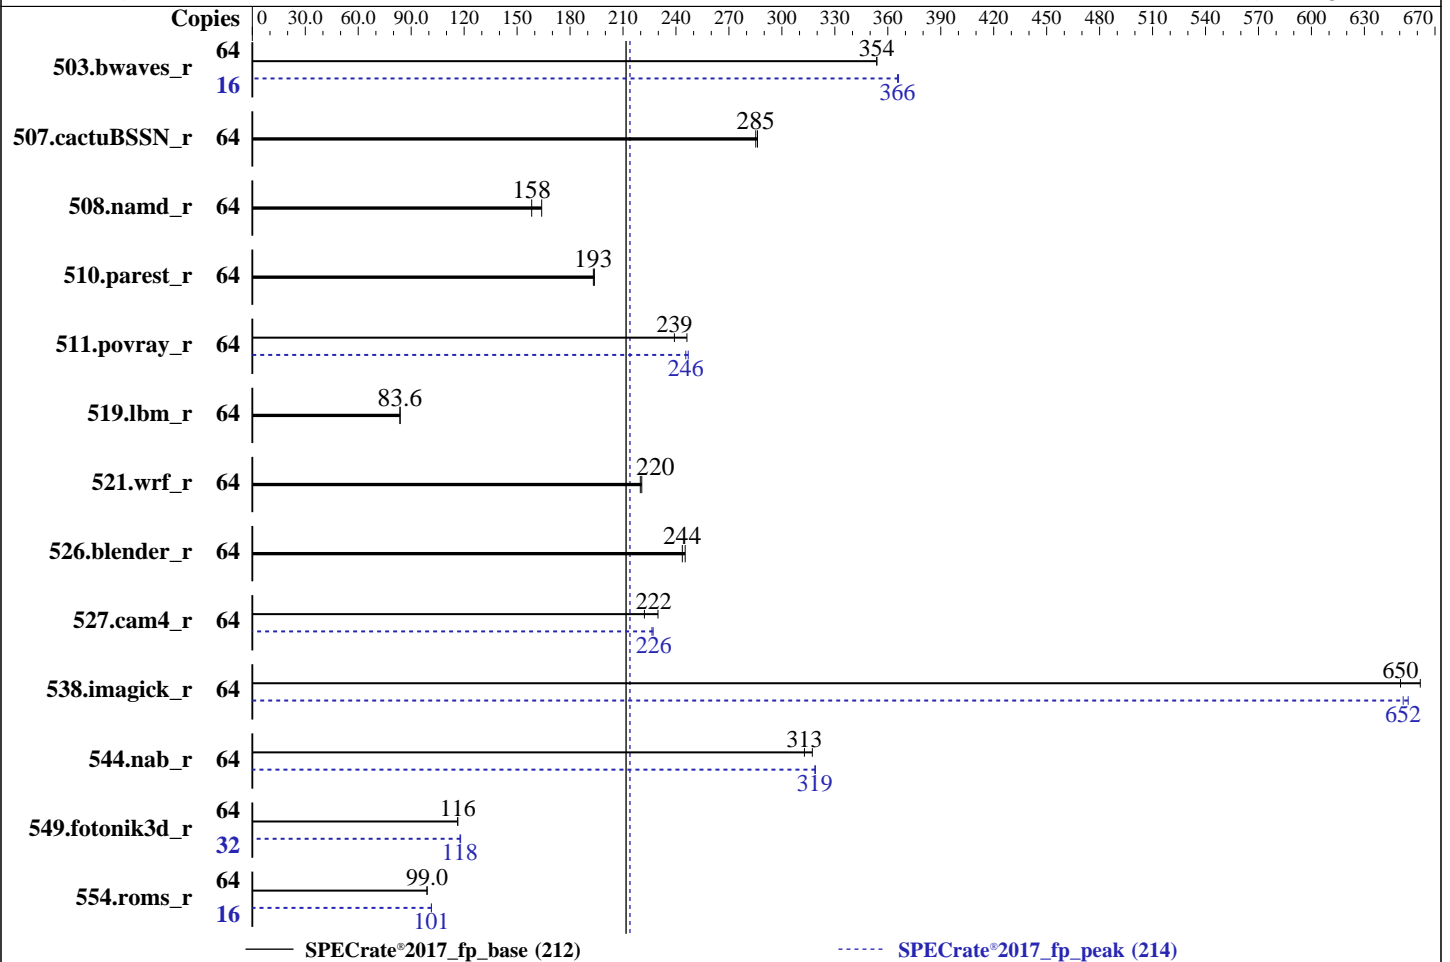 Copies 0 30.0 60.0 90.0 120 150 180 210 240 270 300 330 360 390 420 450 480 510 540 570 600 630 670
503.bwaves_r 64 354
16 366
507.cactuBSSN_r 64 285
508.namd_r 64 158
510.parest_r 64 193
511.povray_r 64 239
246
519.lbm_r 64 83.6
521.wrf_r 64 220
526.blender_r 64 244
527.cam4_r 64 222
226
538.imagick_r 64 650
652
544.nab_r 64 313
319
549.fotonik3d_r 64 116
32 118
554.roms_r 64 99.0
16 101
SPECrate®2017_fp_base (212) SPECrate®2017_fp_peak (214)